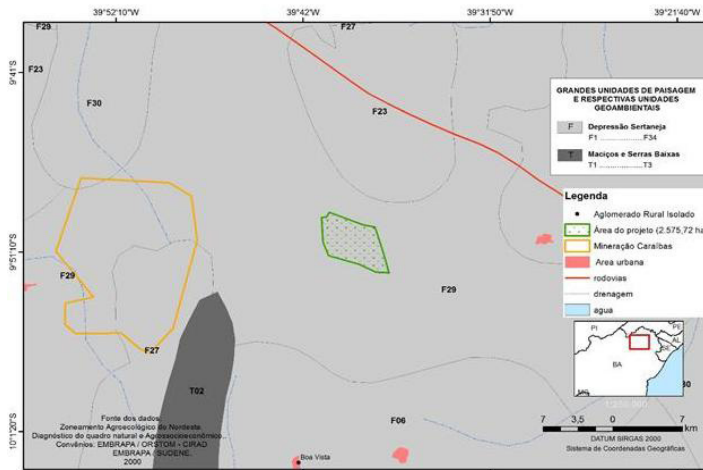 39°52'10"W
39°42'W
39°31'50"W
39°21'40"W
F29
F27
9°41'S
F23
F30
F23
GRANDES UNIDADES DE PAISAGEM
E RESPECTIVAS UNIDADES
GEOAMBIENTAIS
F Depressão Sertaneja
F1 ................F34
T Maciços e Serras Baixas
T1 ................T3
Legenda
Aglomerado Rural Isolado
Área do projeto (2.575,72 ha
Mineração Caraíbas
Area urbana
rodovias
drenagem
agua
9°51'10"S
F29
F29
F27
T02
PI
PE
AL
SE
BA
MG
F06
10°1'20"S
Fonte dos dados
Zoneamento Agroecológico do Nordeste.
Diagnóstico do quadro natural e Agrossocioeconômico.
Convênios: EMBRAPA / ORSTOM - CIRAD
EMBRAPA / SUDENE.
2000
Boa Vista
7 3,5 0 7
km
DATUM SIRGAS 2000
Sistema de Coordenadas Geográficas